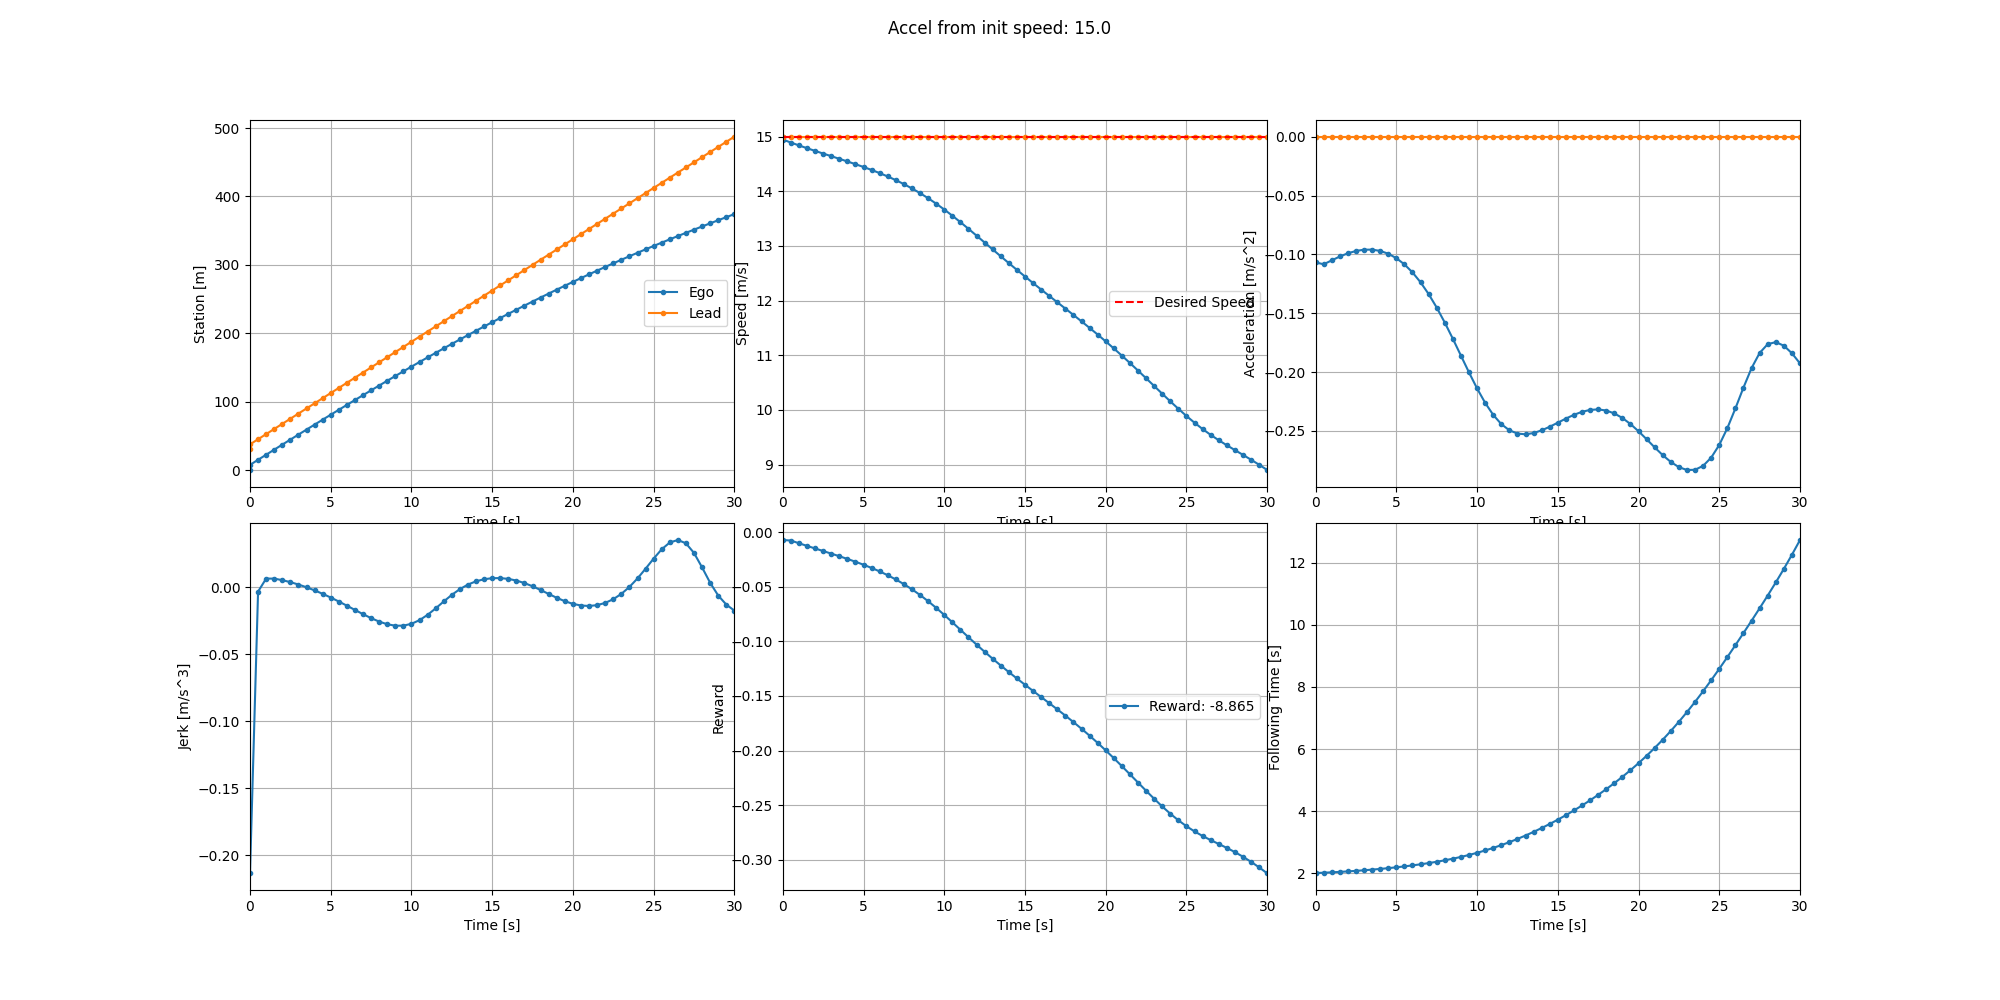 Accel from init speed: 15.0
Station [m]
500
400
300
200
100
0
Ego
Lead
0 5 10 15 20 25 30
Time [s]
Speed [m/s]
15
14
13
12
11
10
9
Desired Speed
0 5 10 15 20 25 30
Time [s]
Acceleration [m/s^2]
0.00
−0.05
−0.10
−0.15
−0.20
−0.25
0 5 10 15 20 25 30
Time [s]
Jerk [m/s^3]
0.00
−0.05
−0.10
−0.15
−0.20
0 5 10 15 20 25 30
Time [s]
Reward
0.00
−0.05
−0.10
−0.15
−0.20
−0.25
−0.30
Reward: -8.865
0 5 10 15 20 25 30
Time [s]
Following Time [s]
12
10
8
6
4
2
0 5 10 15 20 25 30
Time [s]